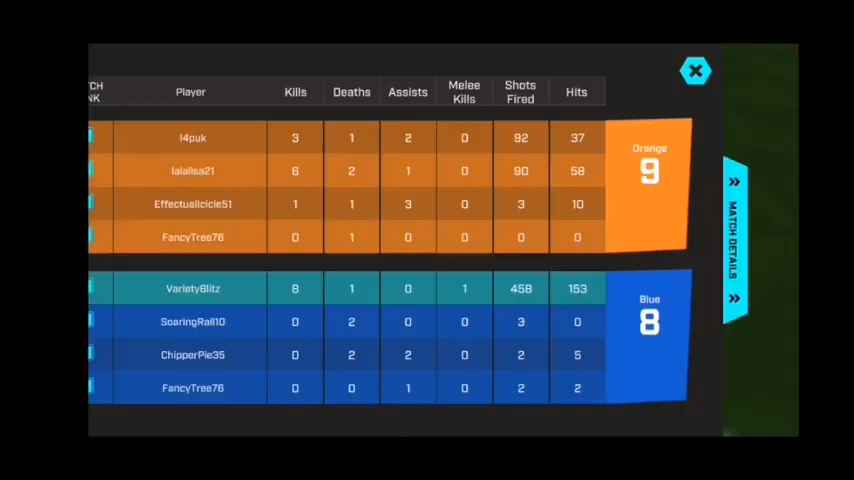 TCH NK Player Kills Deaths Assists Melee Kills Shots Fired Hits
l4puk 3 1 2 0 92 37
lalalisa21 6 2 1 0 90 58
EffectualIcicle51 1 1 3 0 3 10
FancyTree76 0 1 0 0 0 0
Orange
9
VarietyBlitz 8 1 0 1 458 153
SoaringRail10 0 2 0 0 3 0
ChipperPie35 0 2 2 0 2 5
FancyTree76 0 0 1 0 2 2
Blue
8
MATCH DETAILS